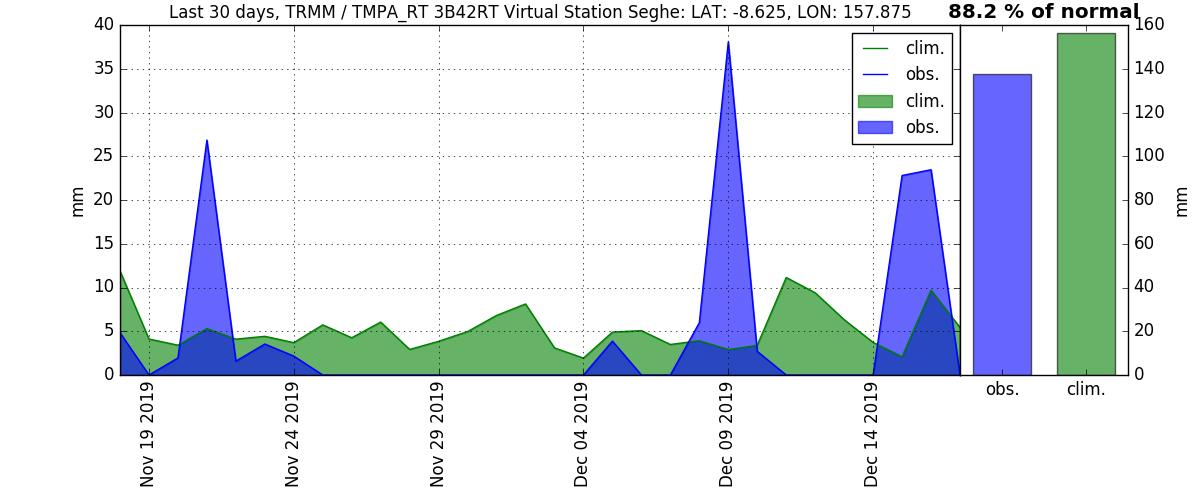 Last 30 days, TRMM / TMPA_RT 3B42RT Virtual Station Seghe: LAT: -8.625, LON: 157.875
88.2 % of normal
40
35
30
25
20
15
10
5
0
mm
clim.
obs.
clim.
obs.
160
140
120
100
80
60
40
20
0
mm
Nov 19 2019
Nov 24 2019
Nov 29 2019
Dec 04 2019
Dec 09 2019
Dec 14 2019
obs.
clim.